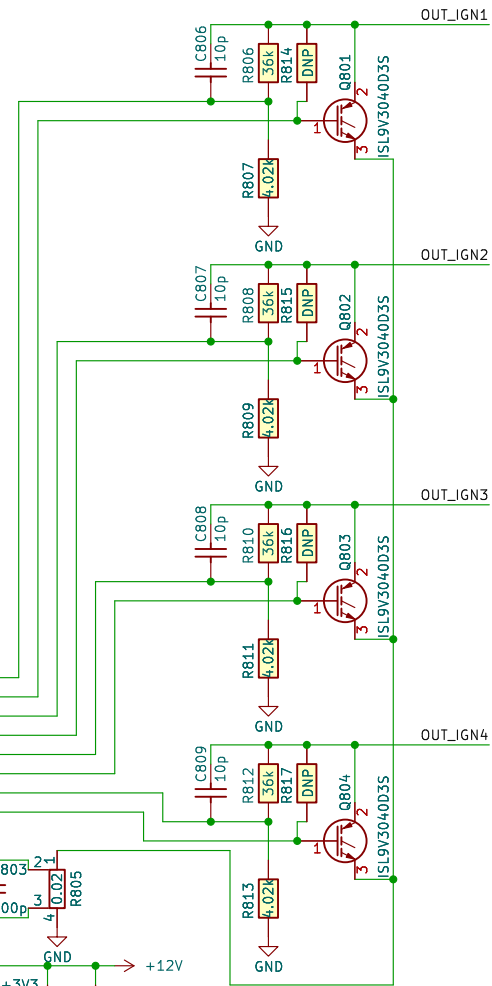 OUT_IGN1
C806
10p
R806
36k
R814
DNP
Q801
ISL9V3040D3S
2
1
3
R807
4.02k
GND
OUT_IGN2
C807
10p
R808
36k
R815
DNP
Q802
ISL9V3040D3S
2
1
3
R809
4.02k
GND
OUT_IGN3
C808
10p
R810
36k
R816
DNP
Q803
ISL9V3040D3S
2
1
3
R811
4.02k
GND
OUT_IGN4
C809
10p
R812
36k
R817
DNP
Q804
ISL9V3040D3S
2
1
3
R813
4.02k
GND
803
00p
2
1
3
4
0.02
R805
GND
+12V
+3V3